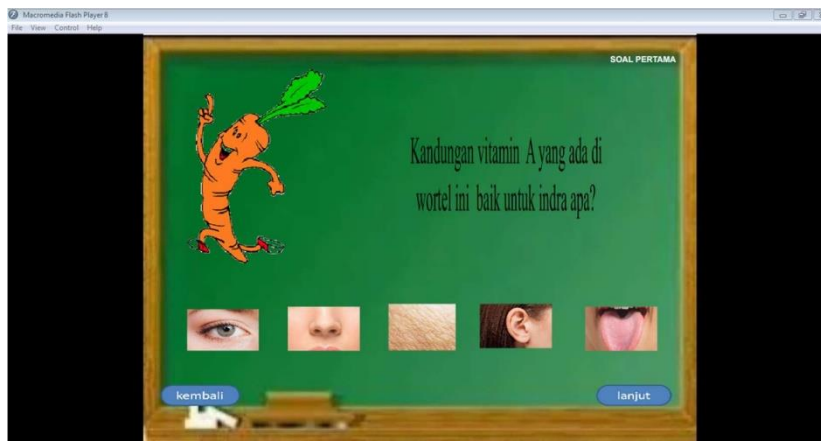 Macromedia Flash Player 8
File View Control Help
SOAL PERTAMA
Kandungan vitamin A yang ada di
wortel ini baik untuk indra apa?
kembali
lanjut